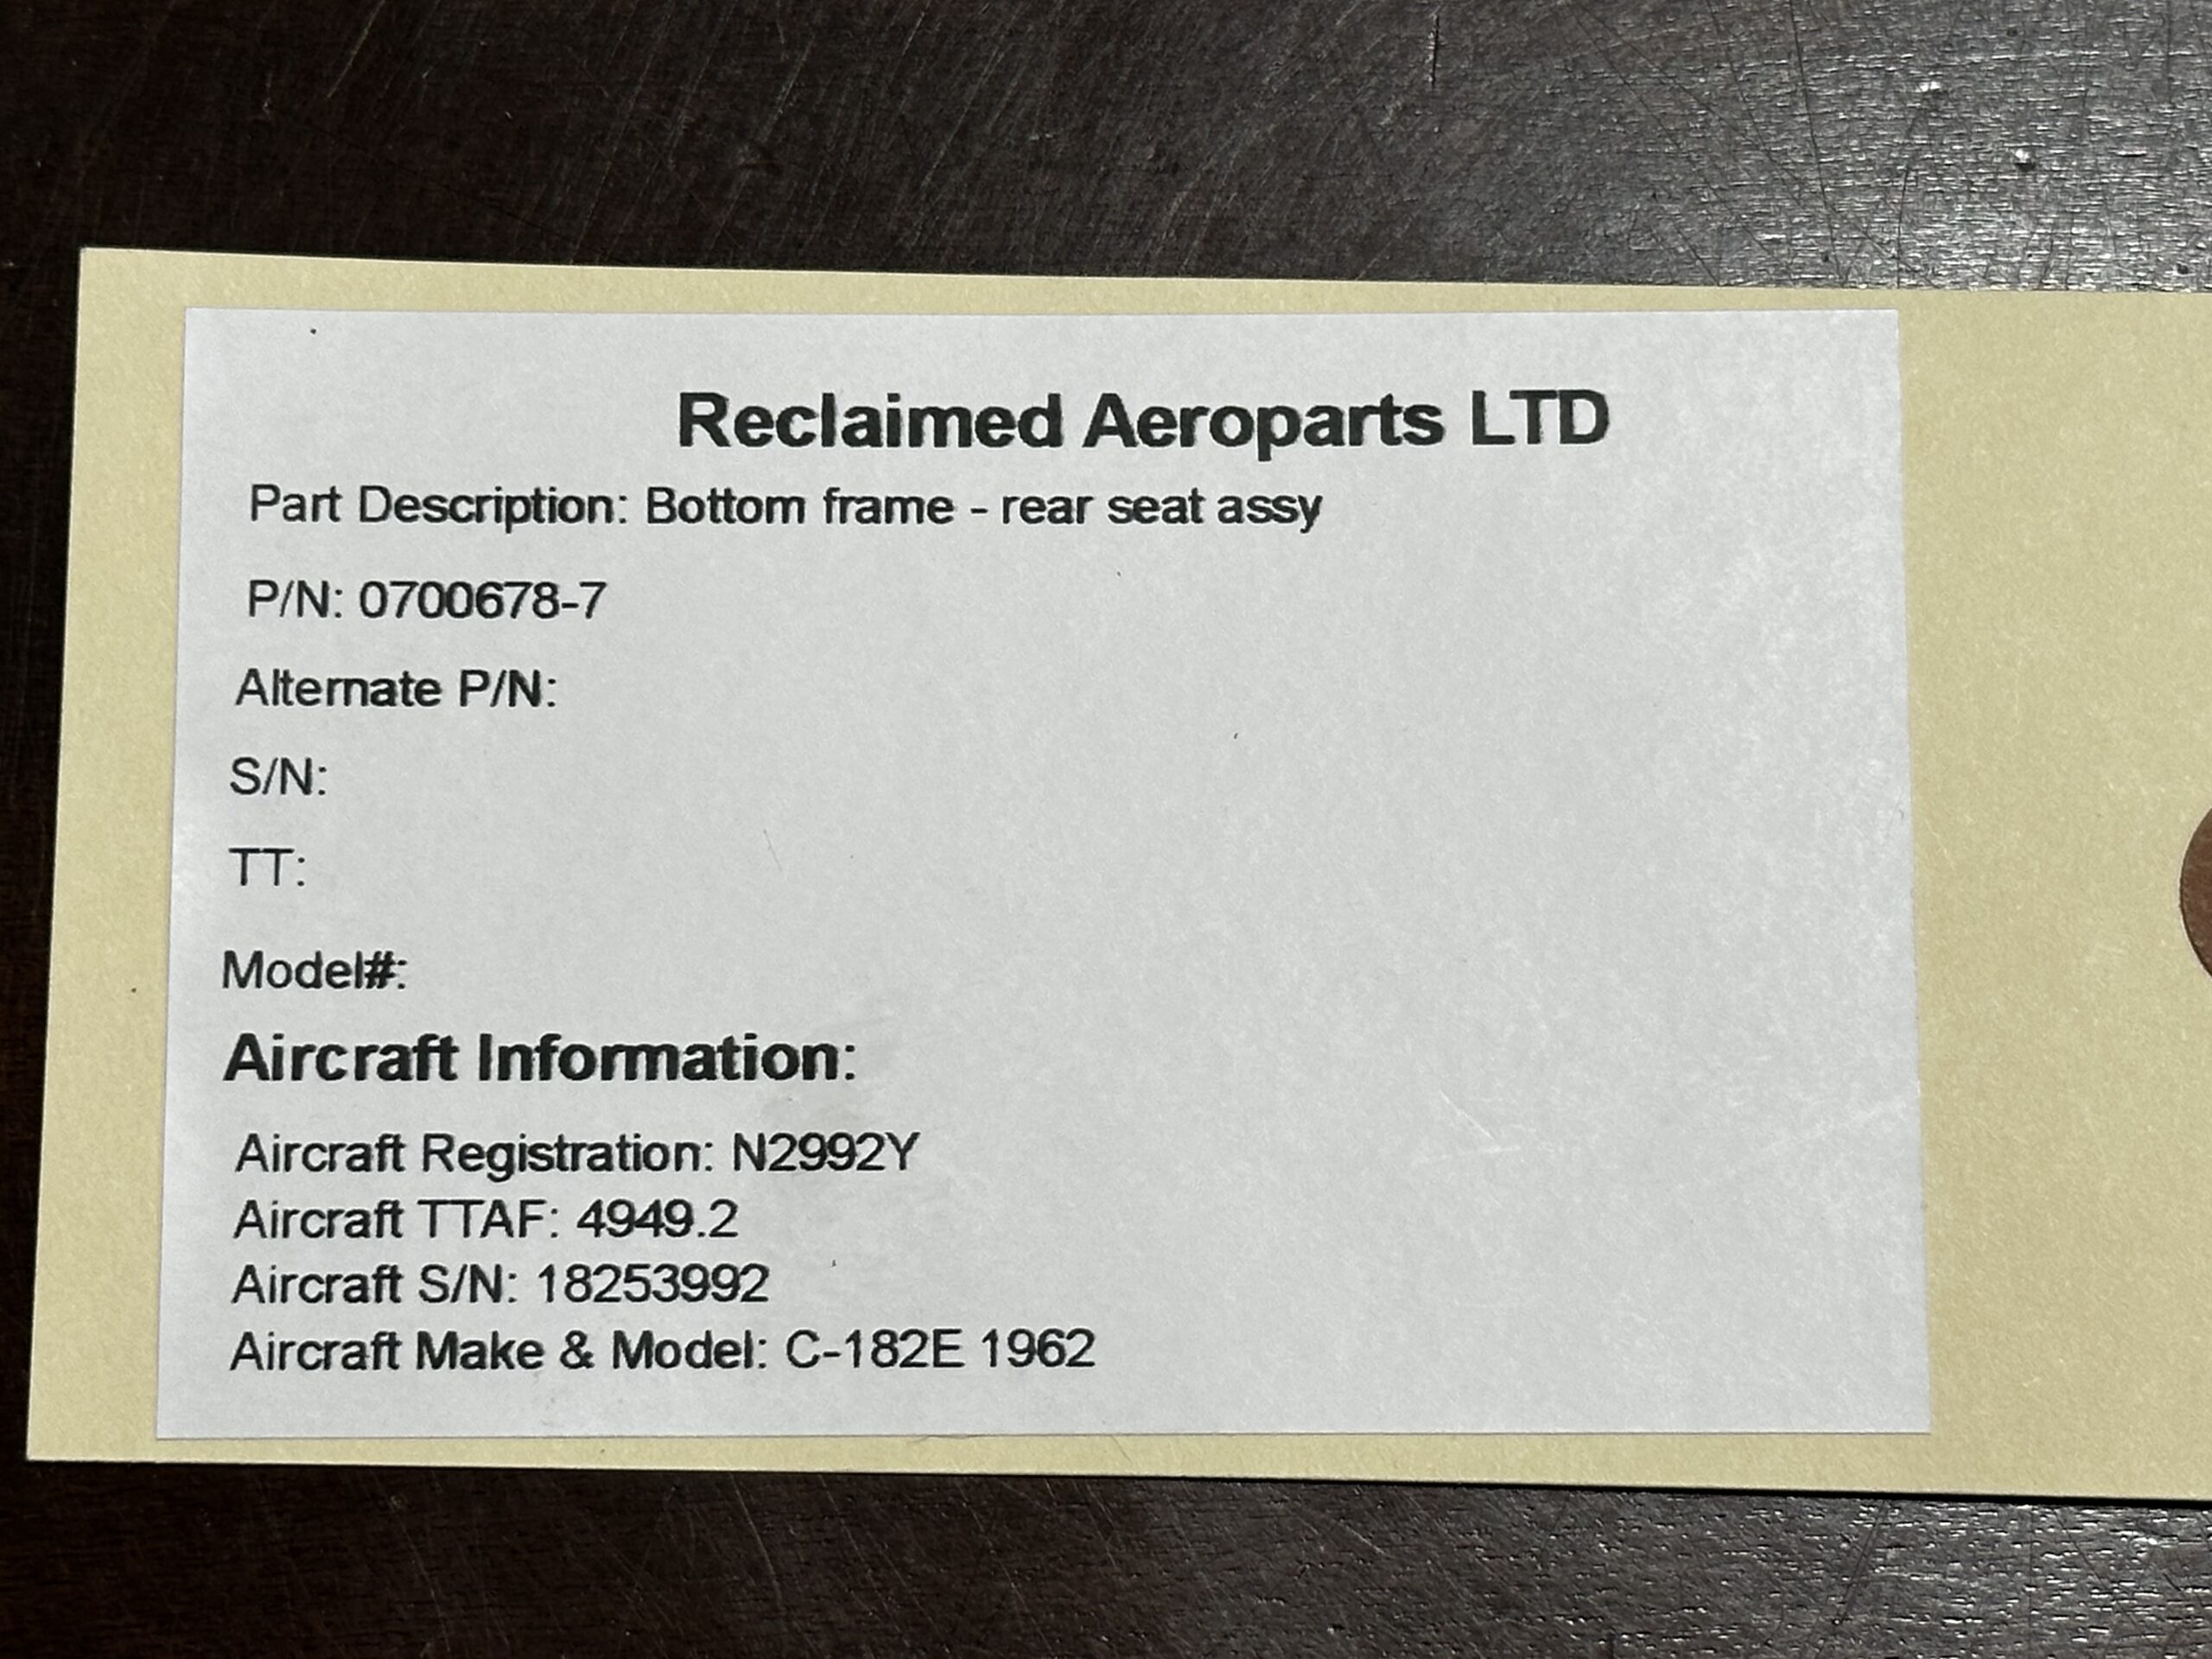 Reclaimed Aeroparts LTD
Part Description: Bottom frame - rear seat assy
P/N: 0700678-7
Alternate P/N:
S/N:
TT:
Model#:
Aircraft Information:
Aircraft Registration: N2992Y
Aircraft TTAF: 4949.2
Aircraft S/N: 18253992
Aircraft Make & Model: C-182E 1962